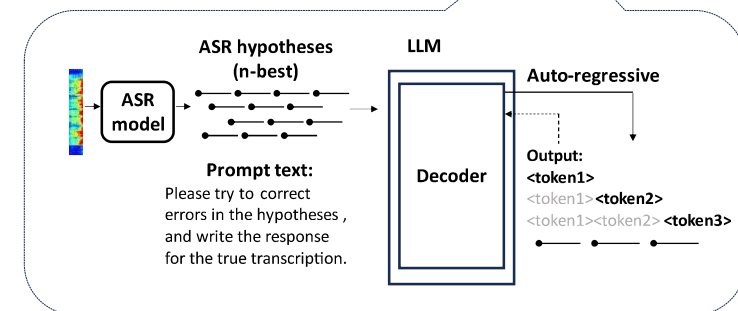 ASR hypotheses
(n-best)
LLM
Auto-regressive
ASR
model
Prompt text:
Please try to correct
errors in the hypotheses ,
and write the response
for the true transcription.
Decoder
Output:
<token1>
<token1> <token2>
<token1><token2> <token3>